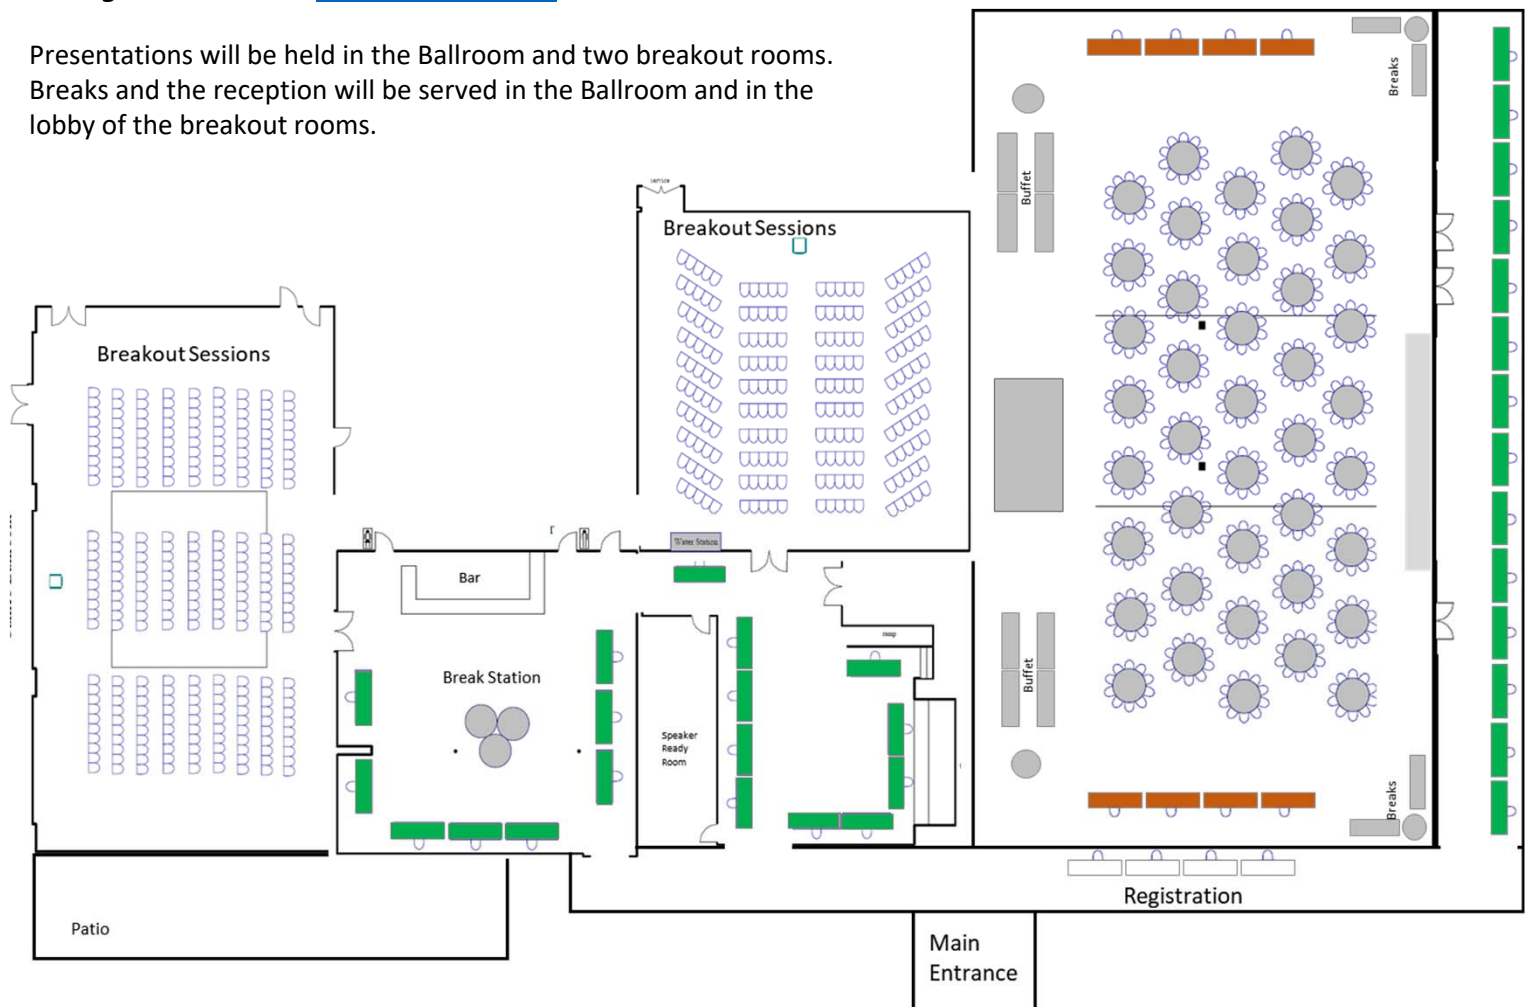 Presentations will be held in the Ballroom and two breakout rooms.
Breaks and the reception will be served in the Ballroom and in the
lobby of the breakout rooms.
Breaks
Buffet
service
Breakout Sessions
Breakout Sessions
Water Station
Bar
ramp
Break Station
Buffet
Speaker
Ready
Room
Breaks
Registration
Patio
Main
Entrance